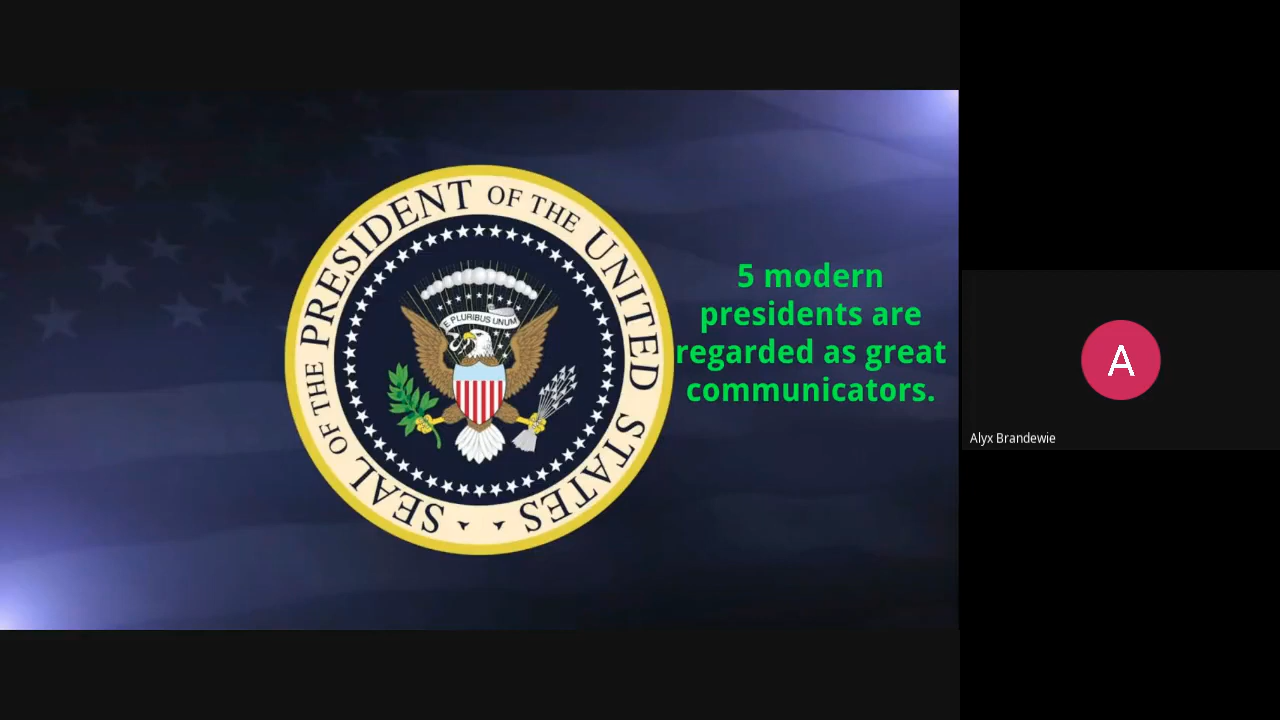 SEAL OF THE PRESIDENT OF THE UNITED STATES
E PLURIBUS UNUM
5 modern
presidents are
regarded as great
communicators.
A
Alyx Brandewie